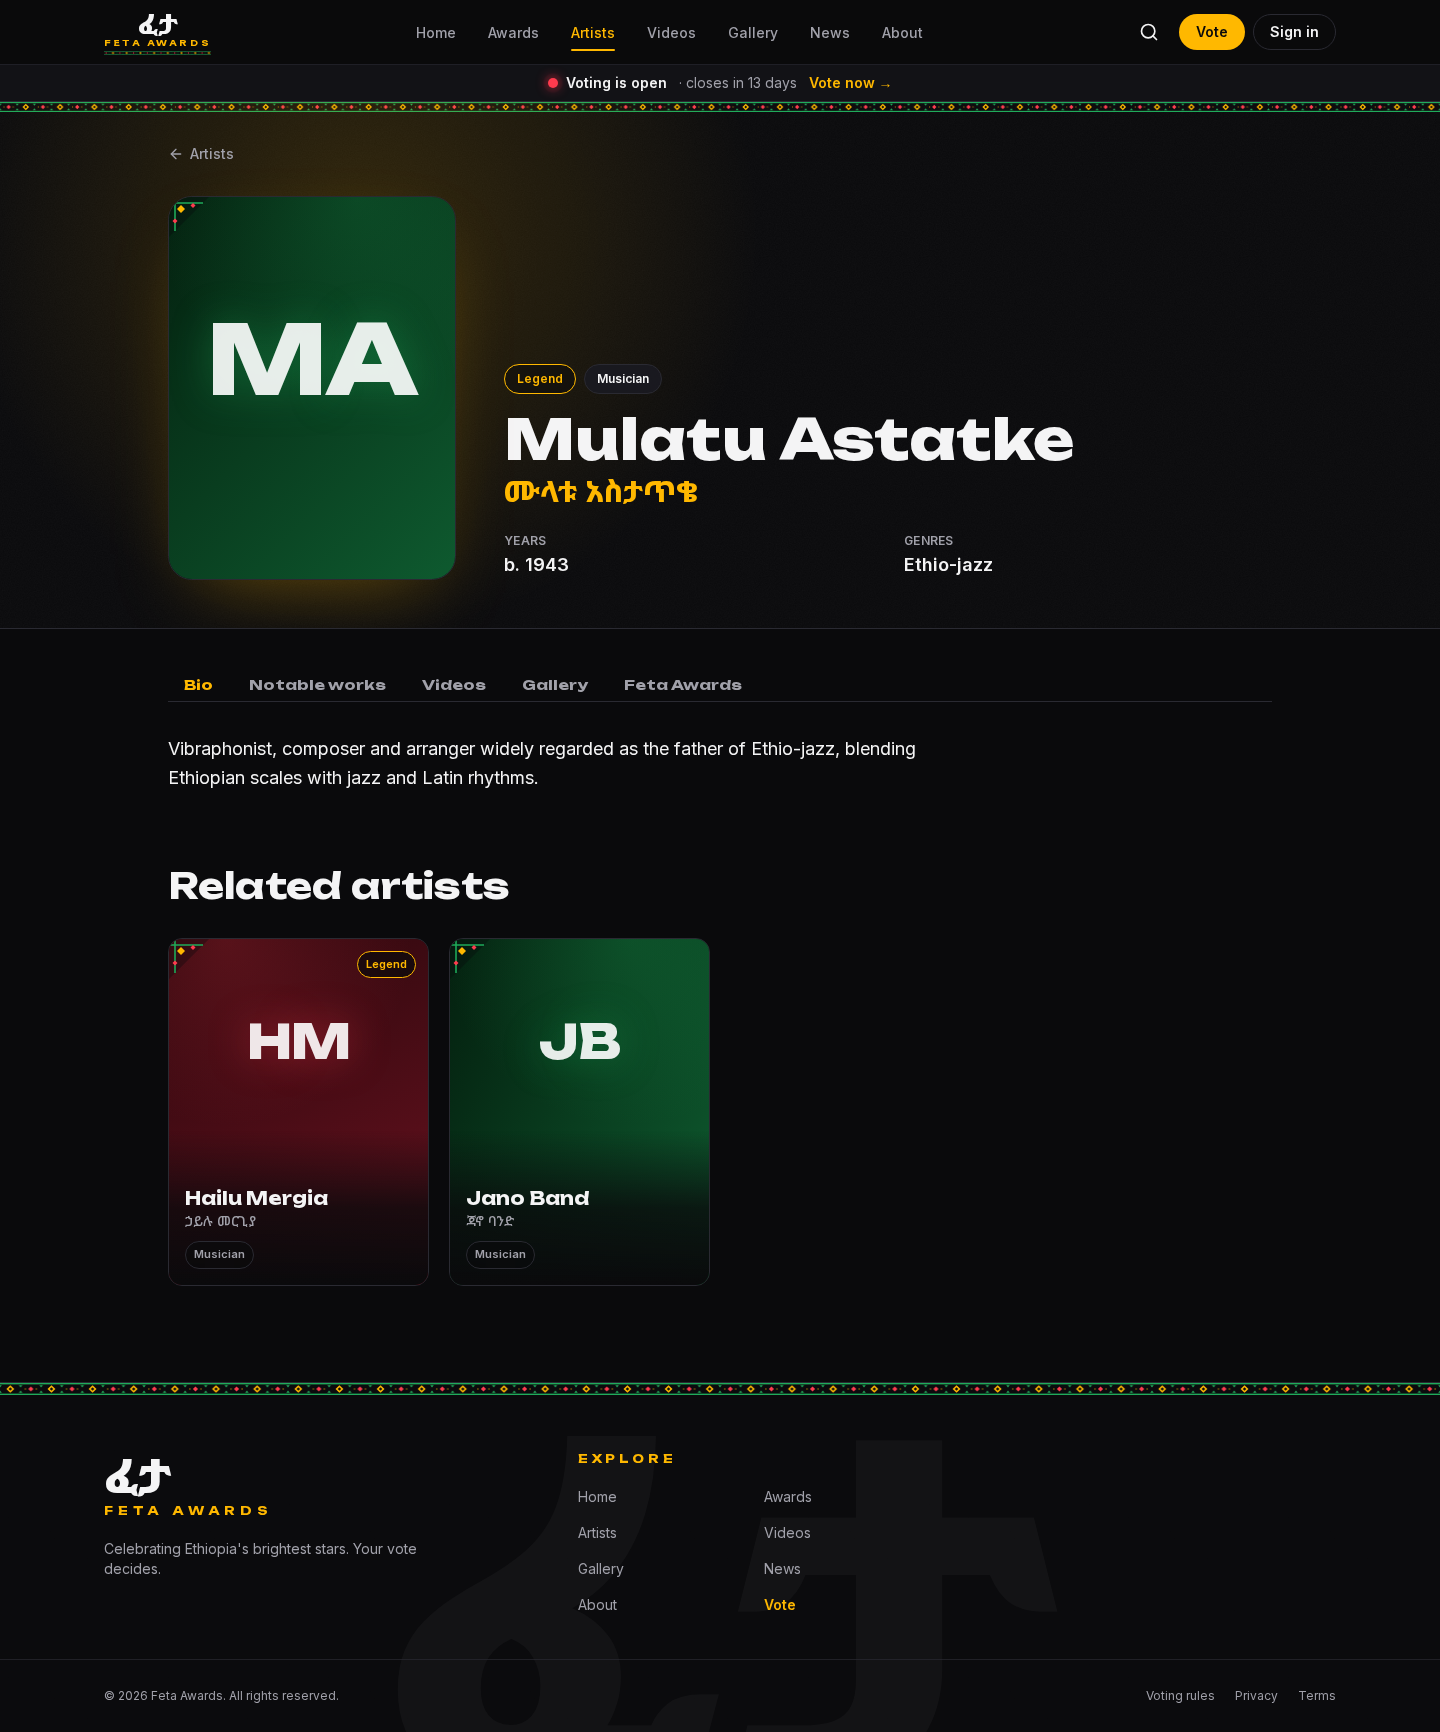 ፈታ
FETA AWARDS
Home Awards Artists Videos Gallery News About
Vote Sign in
Voting is open · closes in 13 days Vote now →
← Artists
MA
Legend Musician
Mulatu Astatke
ሙላቱ አስታጥቄ
YEARS GENRES
b. 1943 Ethio-jazz
Bio Notable works Videos Gallery Feta Awards
Vibraphonist, composer and arranger widely regarded as the father of Ethio-jazz, blending
Ethiopian scales with jazz and Latin rhythms.
Related artists
Legend
HM JB
Hailu Mergia Jano Band
ኃይሉ መርጊያ ጃኖ ባንድ
Musician Musician
ፈታ
FETA AWARDS
Celebrating Ethiopia's brightest stars. Your vote
decides.
EXPLORE
Home Awards
Artists Videos
Gallery News
About Vote
ፈታ
© 2026 Feta Awards. All rights reserved. Voting rules Privacy Terms